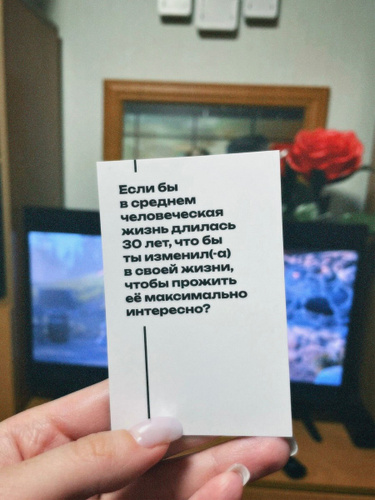 Если бы
в среднем
человеческая
жизнь длилась
30 лет, что бы
ты изменил(-а)
в своей жизни,
чтобы прожить
её максимально
интересно?